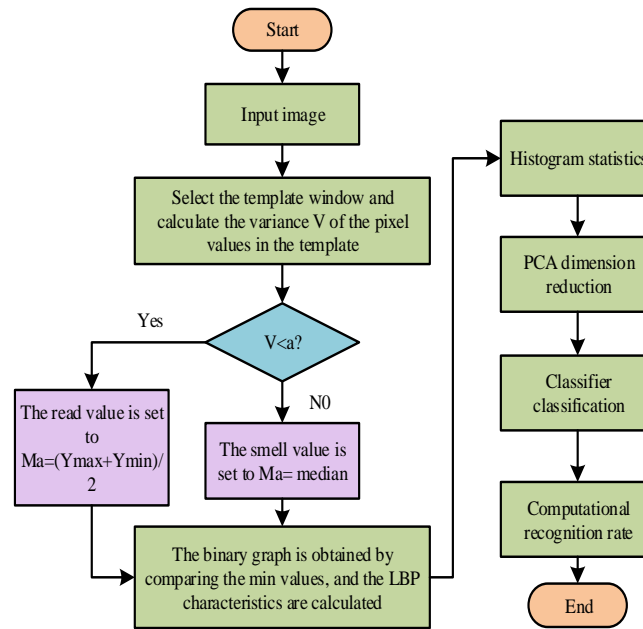 Start
Input image
Select the template window and
calculate the variance V of the pixel
values in the template
Yes
V<a?
N0
The read value is set
to
Ma=(Ymax+Ymin)/
2
The smell value is
set to Ma= median
The binary graph is obtained by
comparing the min values, and the LBP
characteristics are calculated
Histogram statistics
PCA dimension
reduction
Classifier
classification
Computational
recognition rate
End